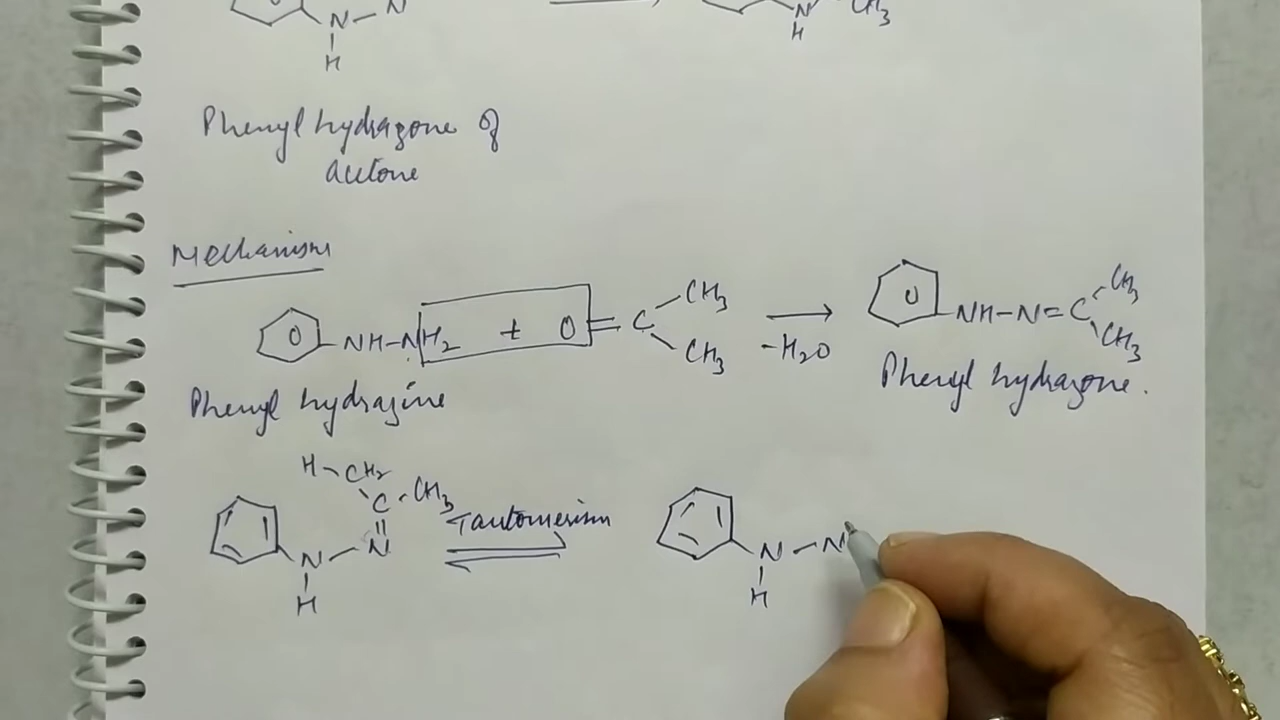 N – N
H
N
H
CH3
Phenyl hydrazone of
acetone
Mechanism
NH-NH2 + O=C CH3 CH3 → -H2O NH-N=C CH3 CH3
Phenyl hydrazine
Phenyl hydrazone.
H-CH2
C-CH3
N-N
H
Tautomerism
N-N
H